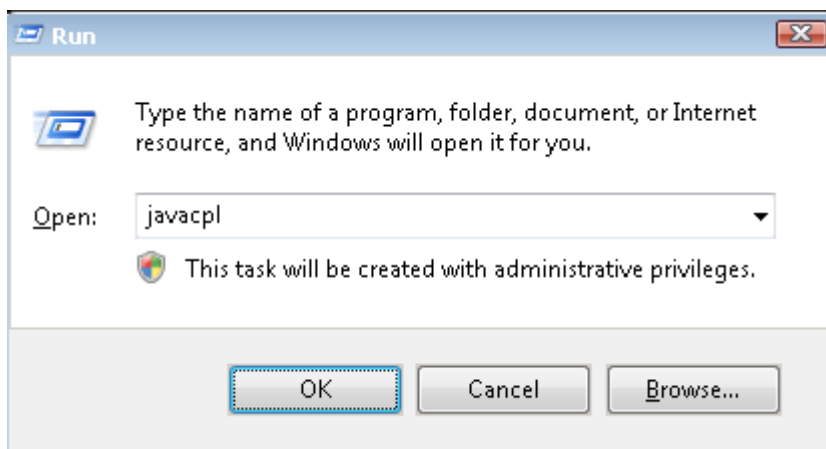 Run
Type the name of a program, folder, document, or Internet
resource, and Windows will open it for you.
Open: javacpl
This task will be created with administrative privileges.
OK Cancel Browse...